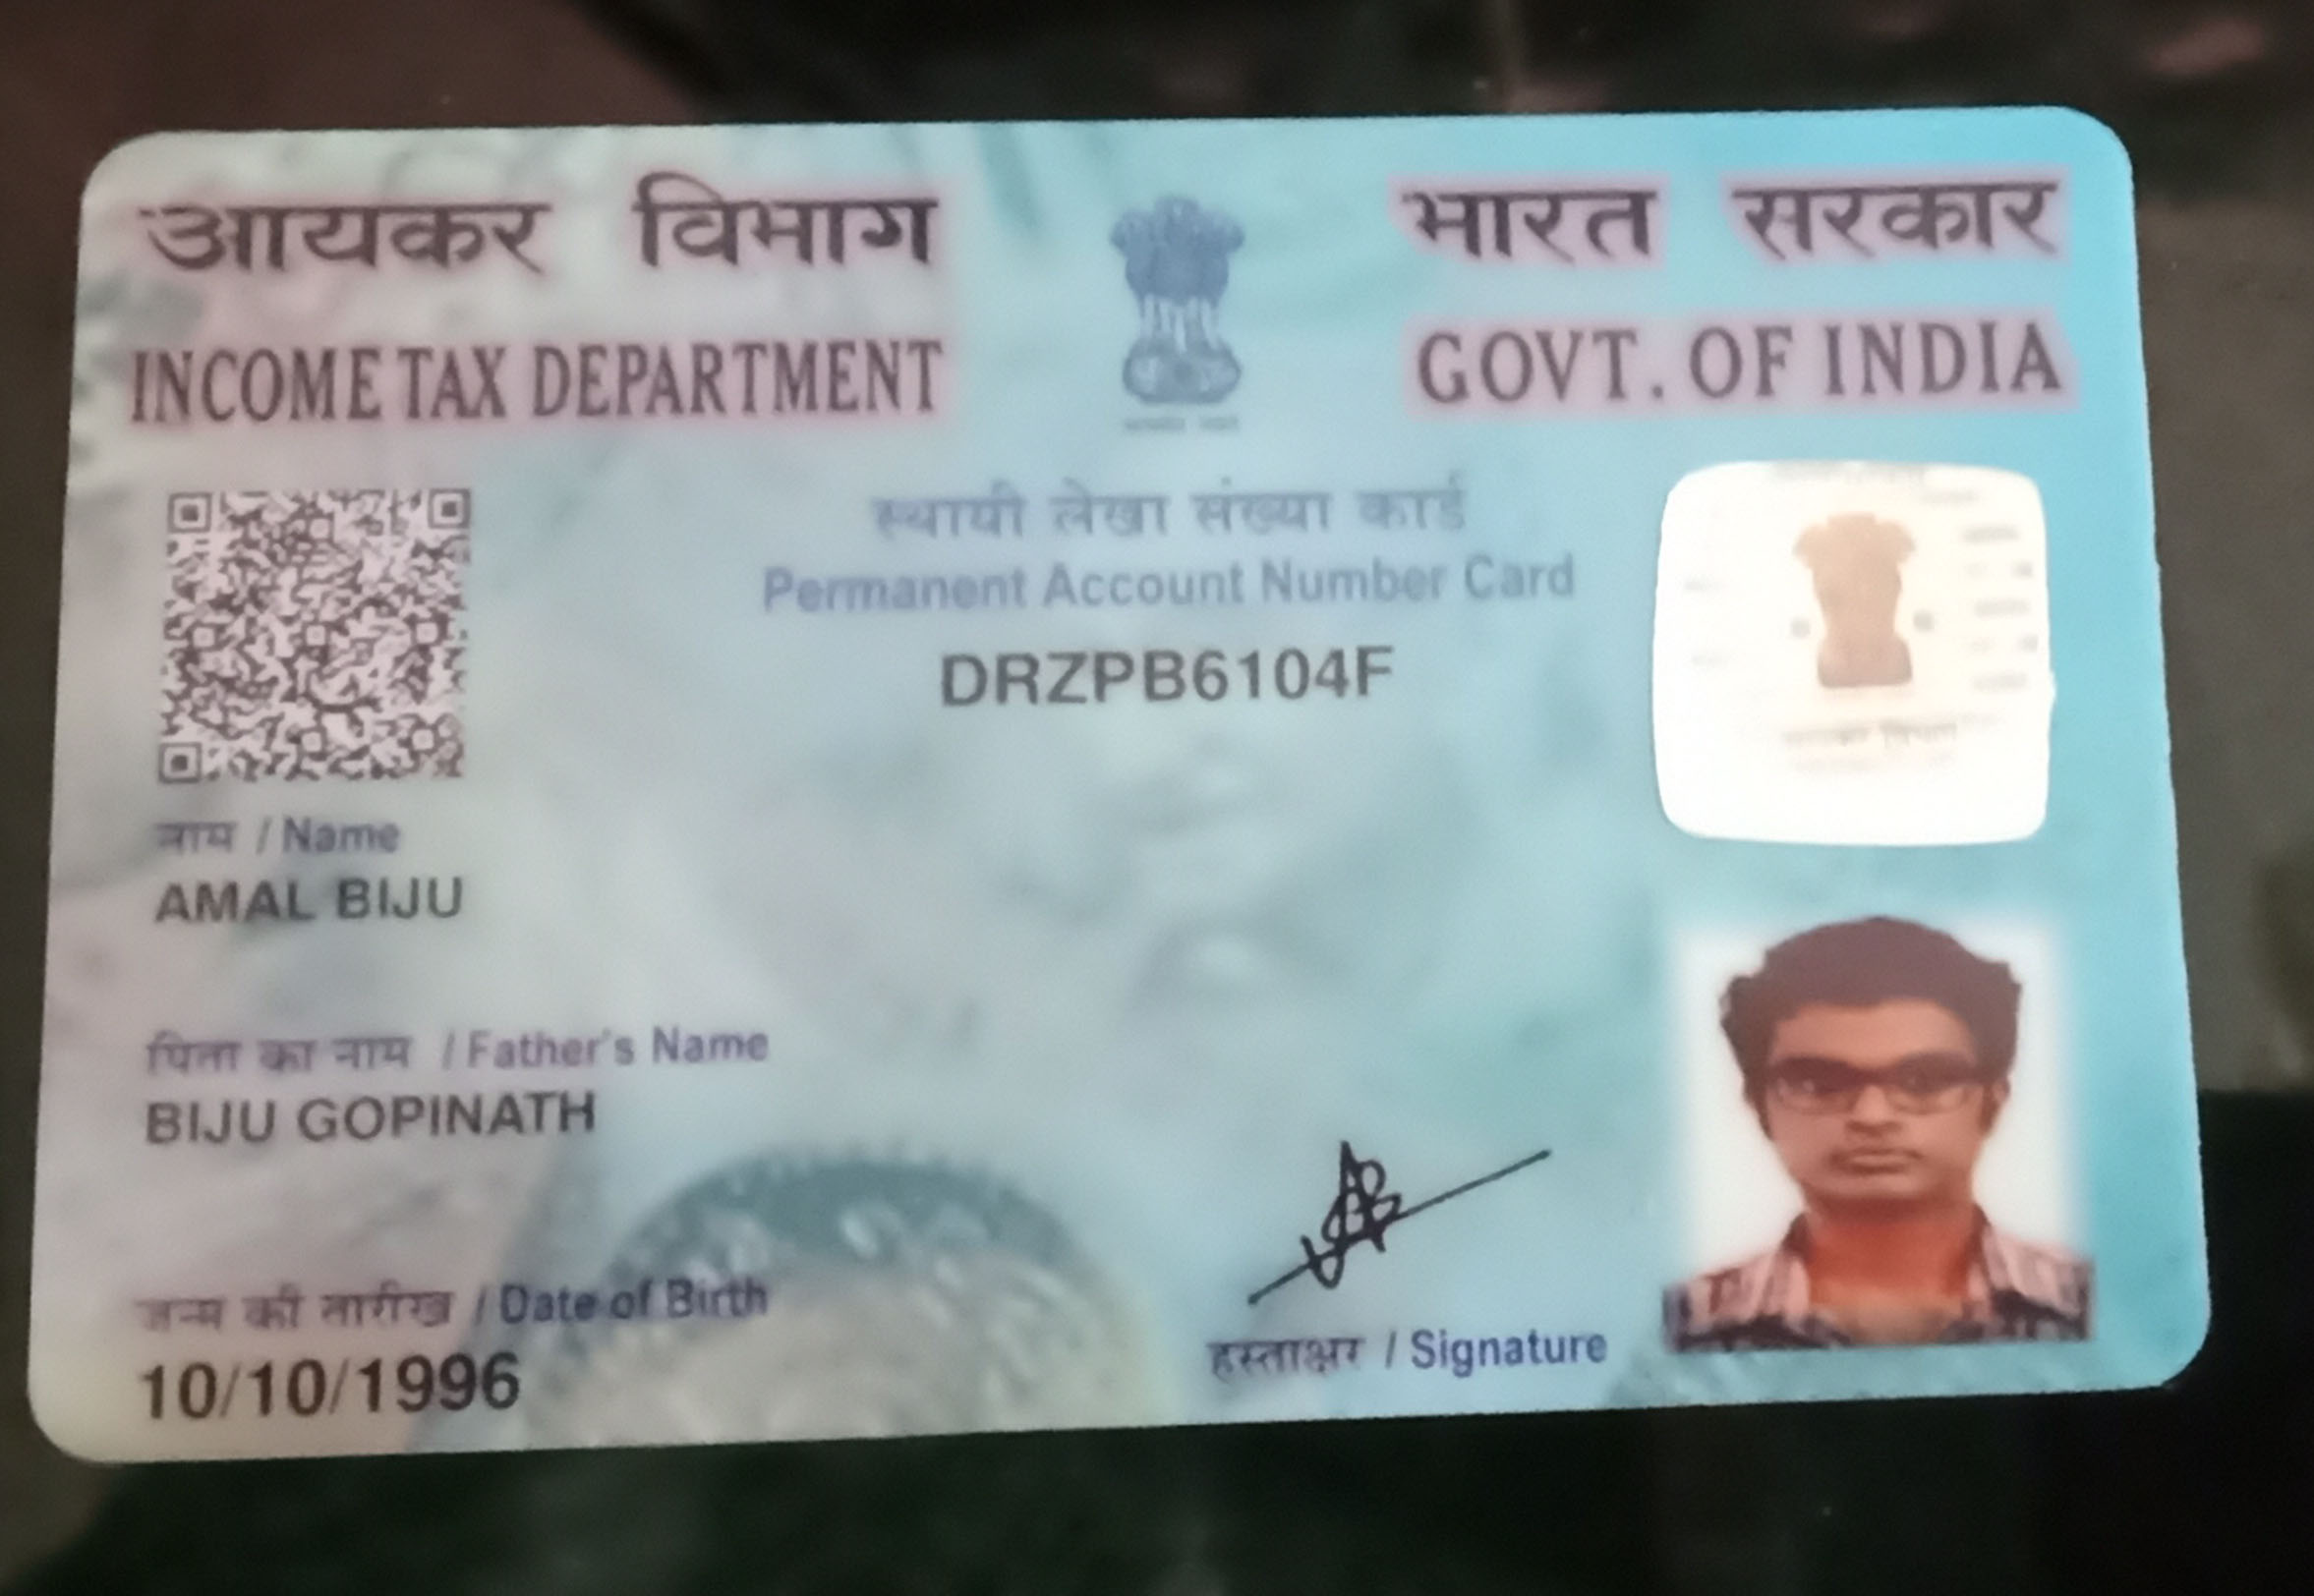 आयकर विभाग
INCOME TAX DEPARTMENT
भारत सरकार
GOVT. OF INDIA
स्थायी लेखा संख्या कार्ड
Permanent Account Number Card
DRZPB6104F
नाम / Name
AMAL BIJU
पिता का नाम / Father's Name
BIJU GOPINATH
जन्म की तारीख / Date of Birth
10/10/1996
हस्ताक्षर / Signature